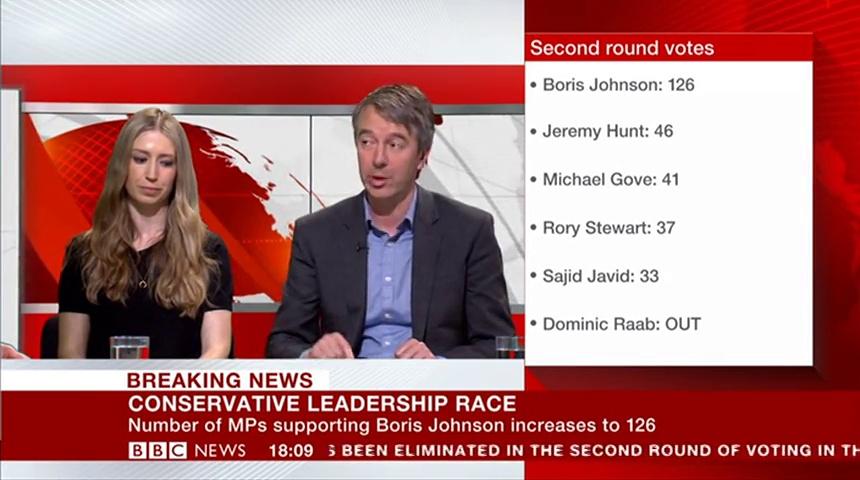 Second round votes
• Boris Johnson: 126
• Jeremy Hunt: 46
• Michael Gove: 41
• Rory Stewart: 37
• Sajid Javid: 33
• Dominic Raab: OUT
BREAKING NEWS
CONSERVATIVE LEADERSHIP RACE
Number of MPs supporting Boris Johnson increases to 126
BBC NEWS 18:09 S BEEN ELIMINATED IN THE SECOND ROUND OF VOTING IN TH